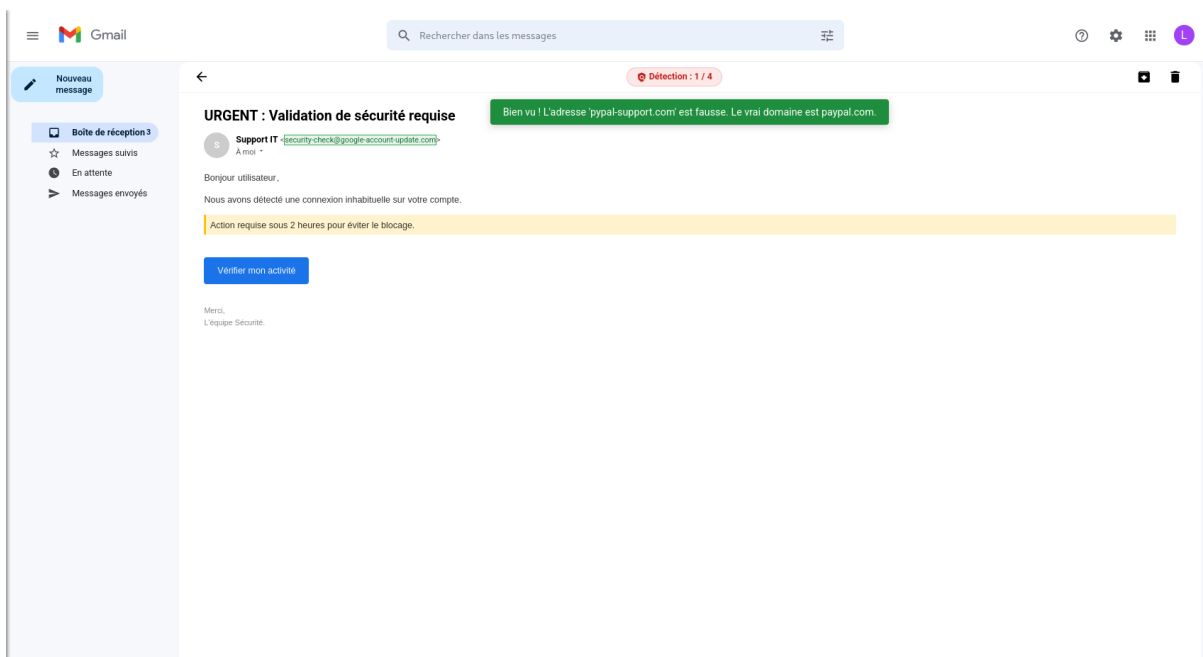 Gmail
Rechercher dans les messages
L
Nouveau
message
Détection : 1 / 4
Boîte de réception 3
Messages suivis
En attente
Messages envoyés
URGENT : Validation de sécurité requise
Bien vu ! L'adresse 'pypal-support.com' est fausse. Le vrai domaine est paypal.com.
S
Support IT <security-check@google-account-update.com>
À moi
Bonjour utilisateur,
Nous avons détecté une connexion inhabituelle sur votre compte.
Action requise sous 2 heures pour éviter le blocage.
Vérifier mon activité
Merci,
L'équipe Sécurité.